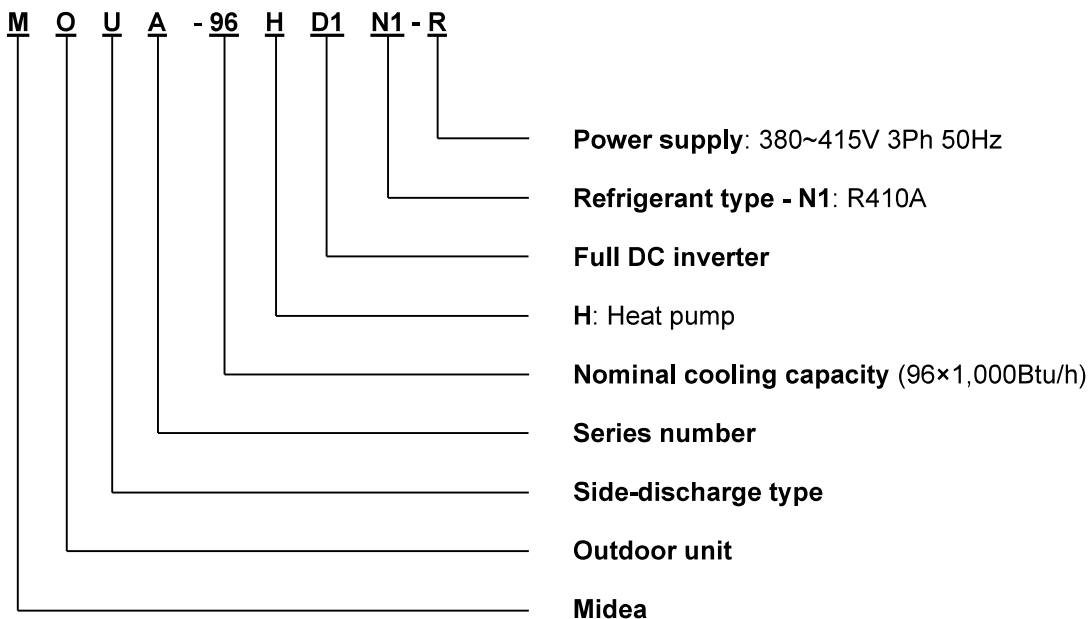 M O U A - 96 H D1 N1 - R
Power supply: 380~415V 3Ph 50Hz
Refrigerant type - N1: R410A
Full DC inverter
H: Heat pump
Nominal cooling capacity (96×1,000Btu/h)
Series number
Side-discharge type
Outdoor unit
Midea